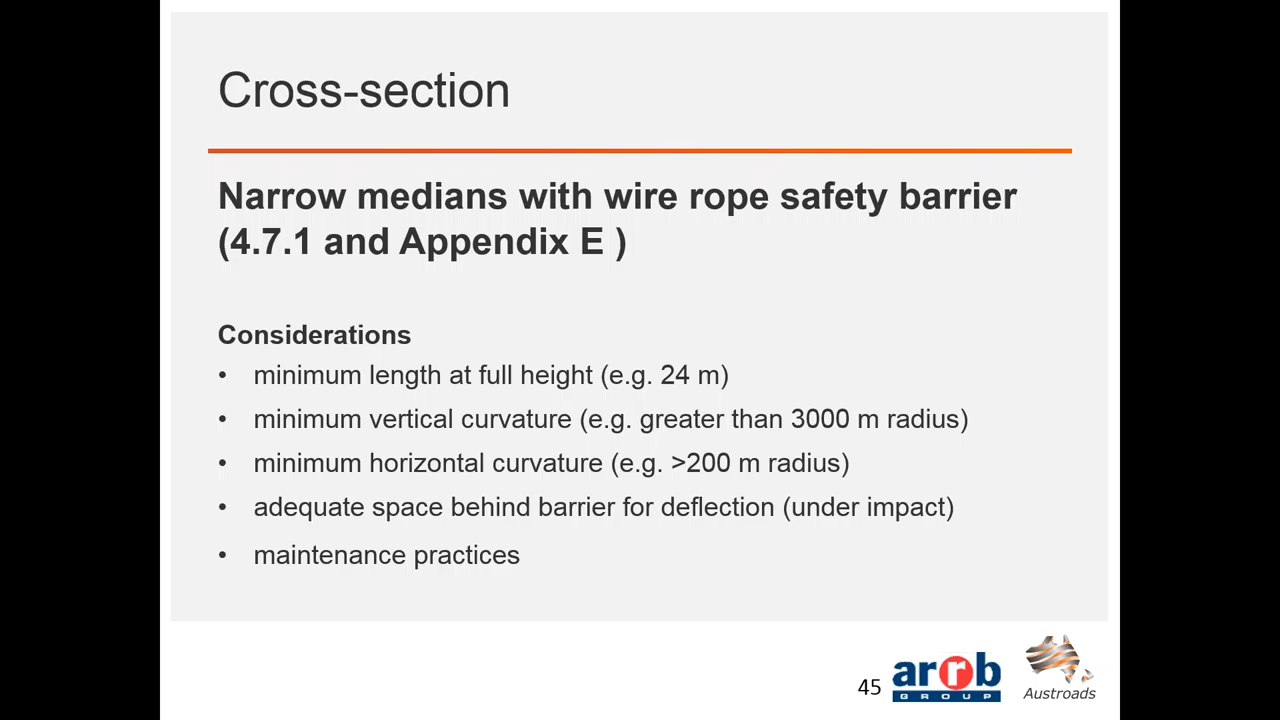 Cross-section
Narrow medians with wire rope safety barrier
(4.7.1 and Appendix E )
Considerations
• minimum length at full height (e.g. 24 m)
• minimum vertical curvature (e.g. greater than 3000 m radius)
• minimum horizontal curvature (e.g. >200 m radius)
• adequate space behind barrier for deflection (under impact)
• maintenance practices
45
arrb
GROUP
Austroads